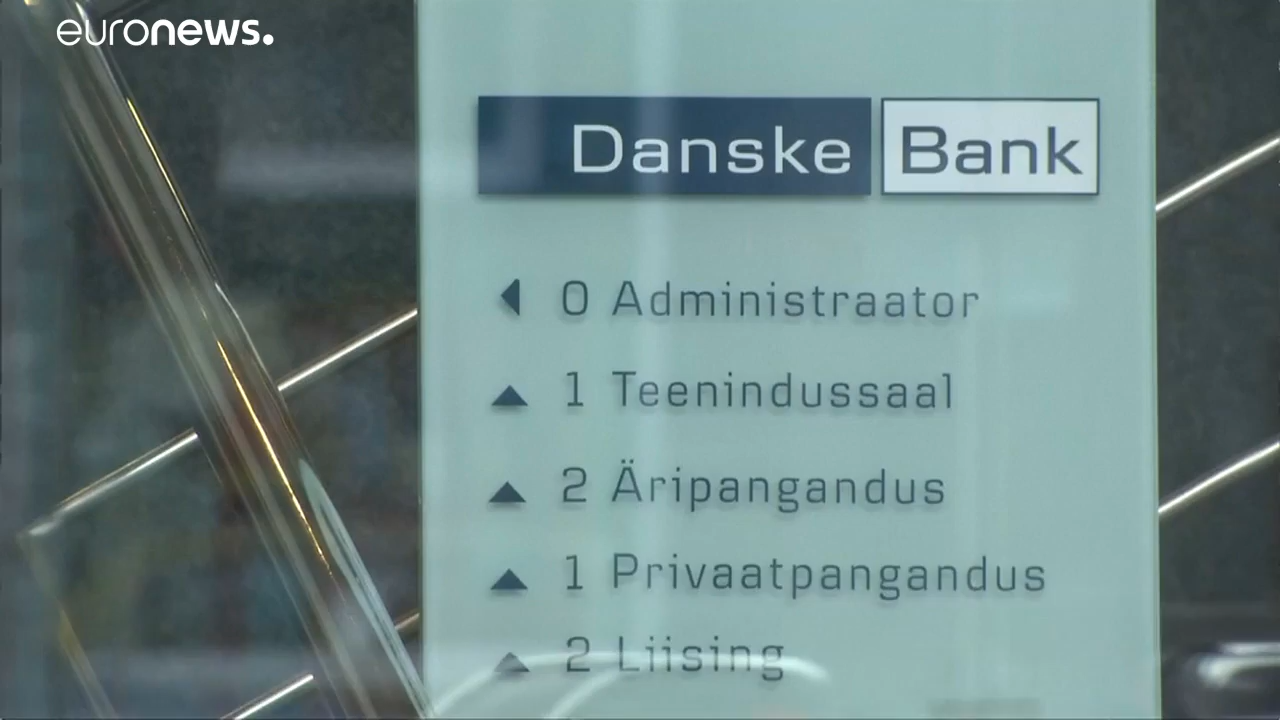 euronews.
Danske Bank
0 Administraator
1 Teenindussaal
2 Äripangandus
1 Privaatpangandus
2 Liising